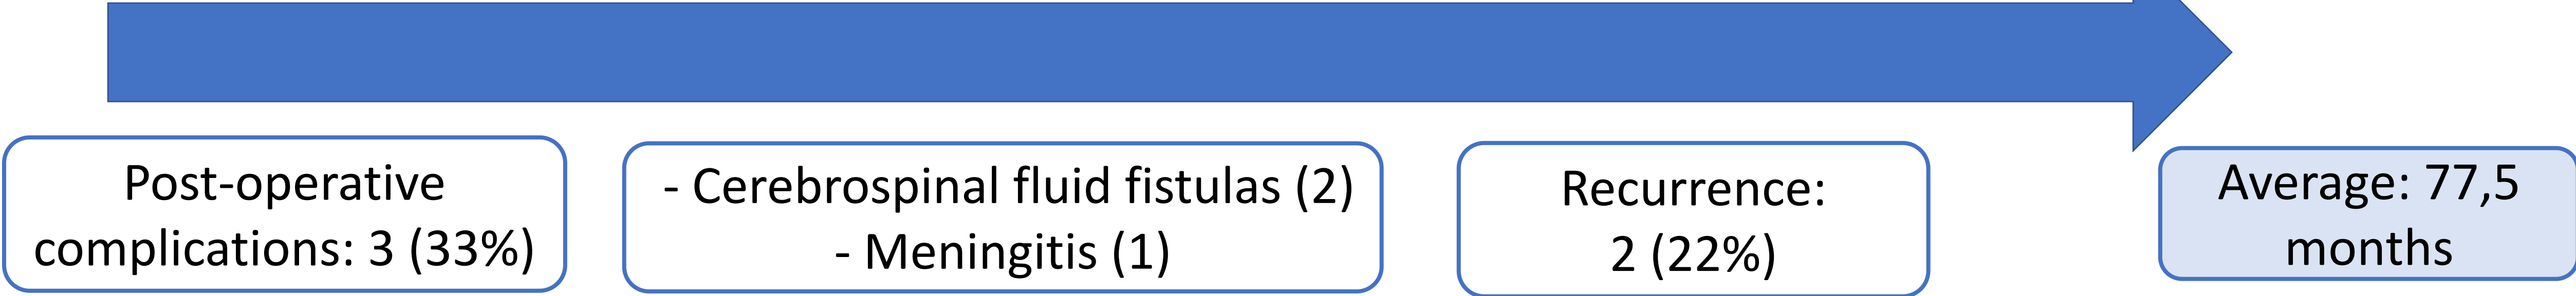 Post-operative
complications: 3 (33%)
- Cerebrospinal fluid fistulas (2)
- Meningitis (1)
Recurrence:
2 (22%)
Average: 77,5
months